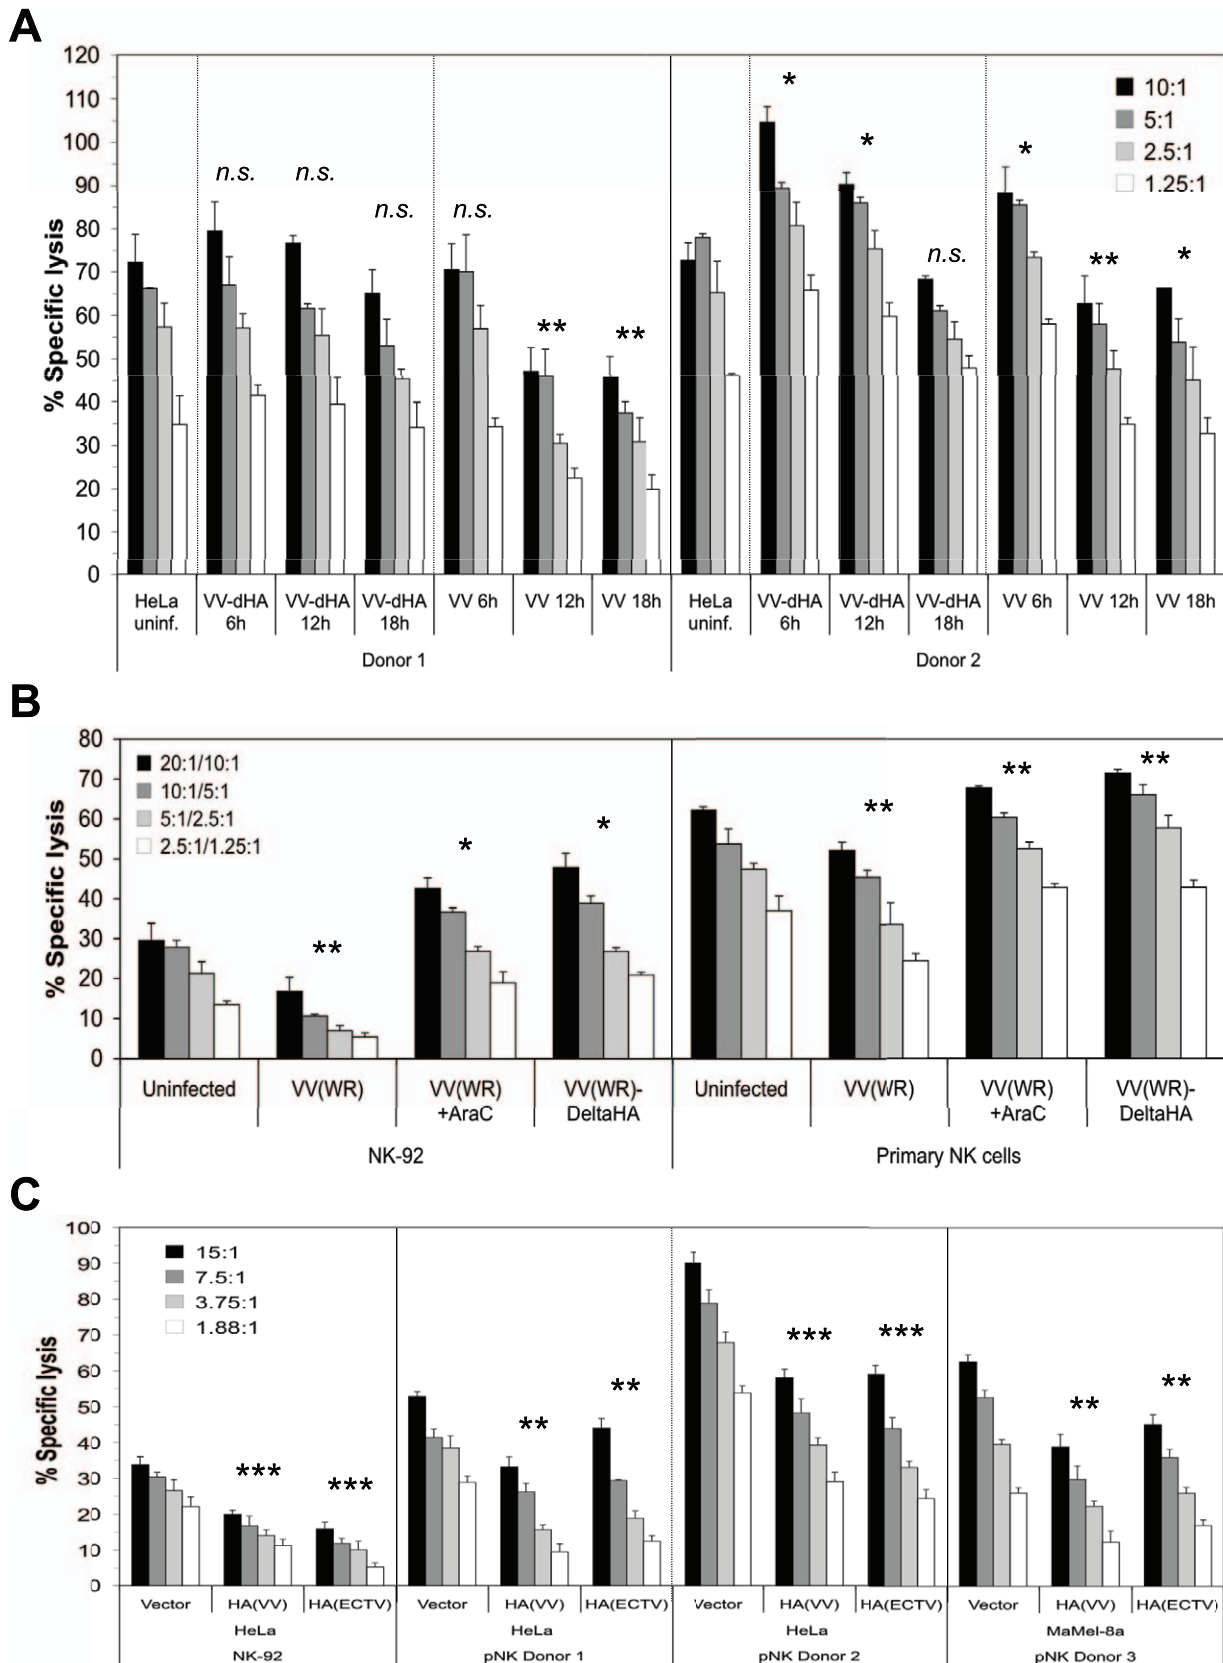 A
% Specific lysis
120
110
100
90
80
70
60
50
40
30
20
10
0
10:1
5:1
2.5:1
1.25:1
n.s.
n.s.
n.s.
n.s.
**
**
*
*
n.s.
*
**
*
HeLa uninf.
VV-dHA 6h
VV-dHA 12h
VV-dHA 18h
VV 6h
VV 12h
VV 18h
HeLa uninf.
VV-dHA 6h
VV-dHA 12h
VV-dHA 18h
VV 6h
VV 12h
VV 18h
Donor 1
Donor 2
B
% Specific lysis
80
70
60
50
40
30
20
10
0
20:1/10:1
10:1/5:1
5:1/2.5:1
2.5:1/1.25:1
**
*
*
**
**
**
Uninfected
VV(WR)
VV(WR) +AraC
VV(WR)- DeltaHA
Uninfected
VV(WR)
VV(WR) +AraC
VV(WR)- DeltaHA
NK-92
Primary NK cells
C
% Specific lysis
100
90
80
70
60
50
40
30
20
10
0
15:1
7.5:1
3.75:1
1.88:1
***
***
**
**
***
***
**
**
Vector
HA(VV)
HA(ECTV)
Vector
HA(VV)
HA(ECTV)
Vector
HA(VV)
HA(ECTV)
Vector
HA(VV)
HA(ECTV)
HeLa
HeLa
HeLa
MaMel-8a
NK-92
pNK Donor 1
pNK Donor 2
pNK Donor 3